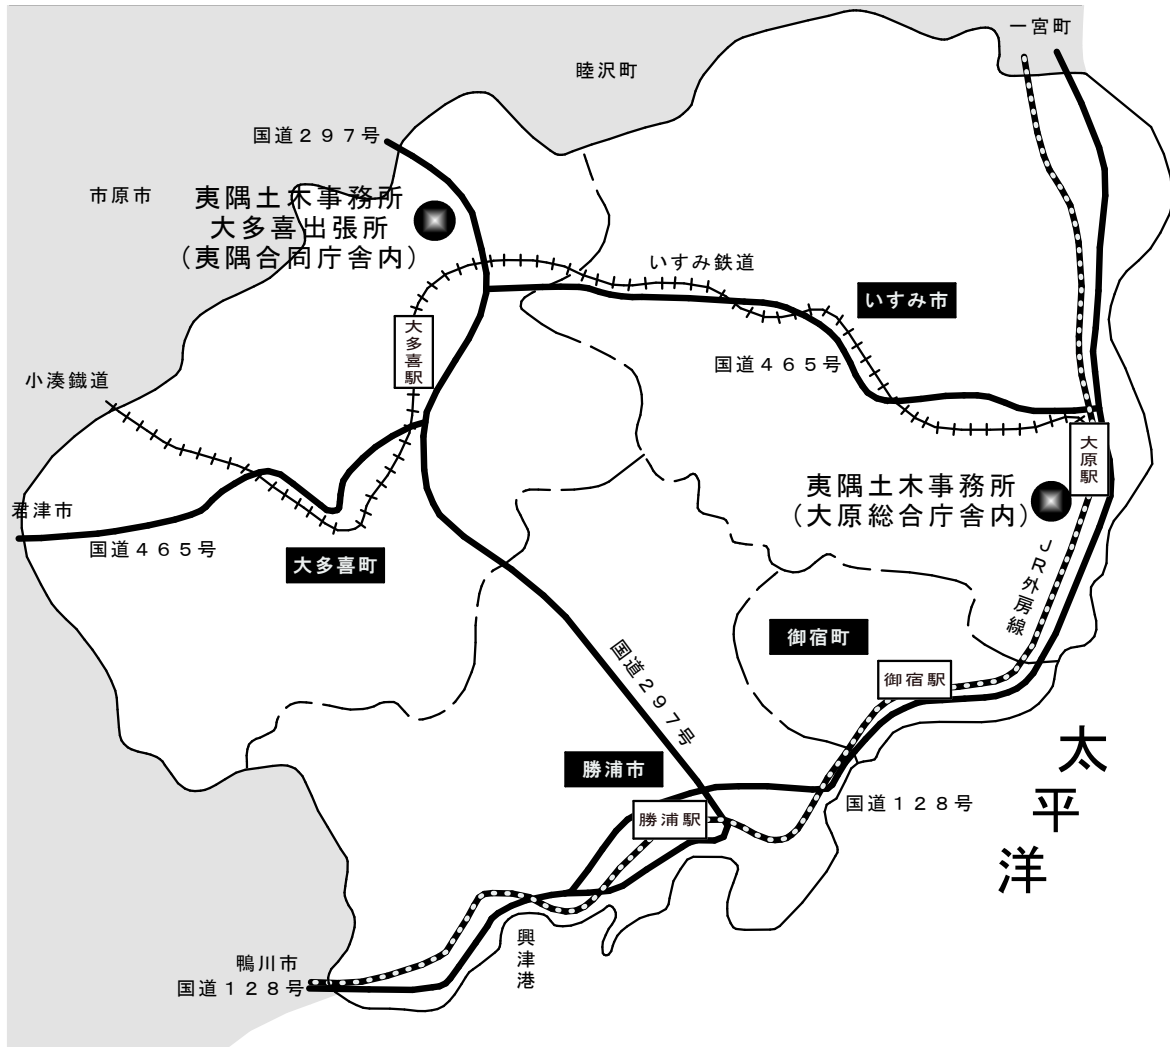 一宮町
睦沢町
国道２９７号
市原市
夷隅土木事務所
大多喜出張所
（夷隅合同庁舎内）
いすみ鉄道
いすみ市
大多喜駅
国道４６５号
小湊鐵道
大原駅
夷隅土木事務所
（大原総合庁舎内）
君津市
国道４６５号
大多喜町
ＪＲ外房線
御宿町
国道２９７号
御宿駅
太平洋
勝浦市
国道１２８号
勝浦駅
興津港
鴨川市
国道１２８号